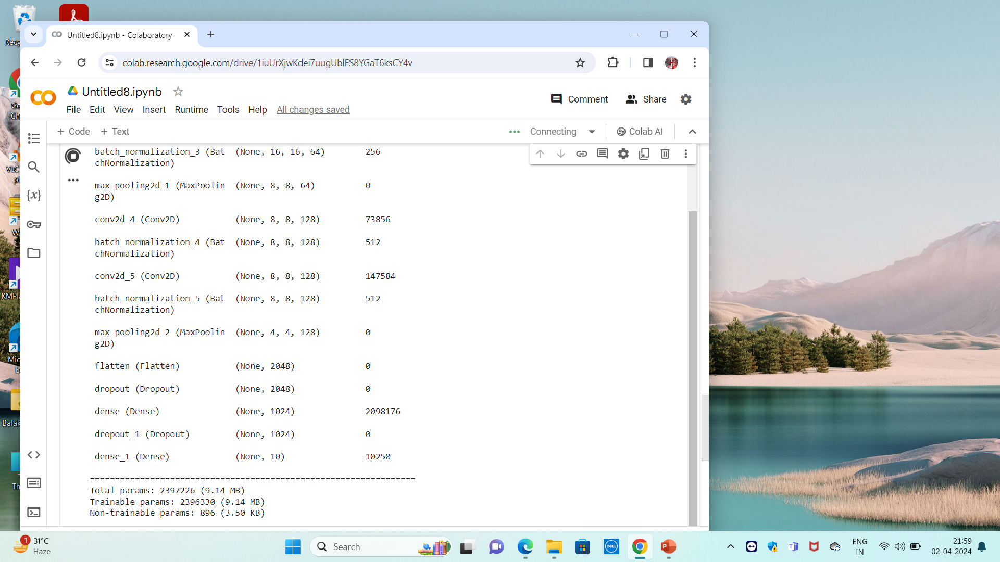 Untitled8.ipynb - Colaboratory
colab.research.google.com/drive/1iuUrXjwKdei7uugUblFS8YGaT6ksCY4v
Untitled8.ipynb
Comment
Share
File Edit View Insert Runtime Tools Help All changes saved
+ Code + Text
Connecting
Colab AI
batch_normalization_3 (Bat (None, 16, 16, 64) 256
chNormalization)
max_pooling2d_1 (MaxPoolin (None, 8, 8, 64) 0
g2D)
conv2d_4 (Conv2D) (None, 8, 8, 128) 73856
batch_normalization_4 (Bat (None, 8, 8, 128) 512
chNormalization)
conv2d_5 (Conv2D) (None, 8, 8, 128) 147584
batch_normalization_5 (Bat (None, 8, 8, 128) 512
chNormalization)
max_pooling2d_2 (MaxPoolin (None, 4, 4, 128) 0
g2D)
flatten (Flatten) (None, 2048) 0
dropout (Dropout) (None, 2048) 0
dense (Dense) (None, 1024) 2098176
dropout_1 (Dropout) (None, 1024) 0
dense_1 (Dense) (None, 10) 10250
=================================================================
Total params: 2397226 (9.14 MB)
Trainable params: 2396330 (9.14 MB)
Non-trainable params: 896 (3.50 KB)
Recy
Go
Ch
VLC
pl
W
KMPl
Mic
E
Balak
Th
1
31°C
Haze
Search
DELL
ENG
IN
21:59
02-04-2024